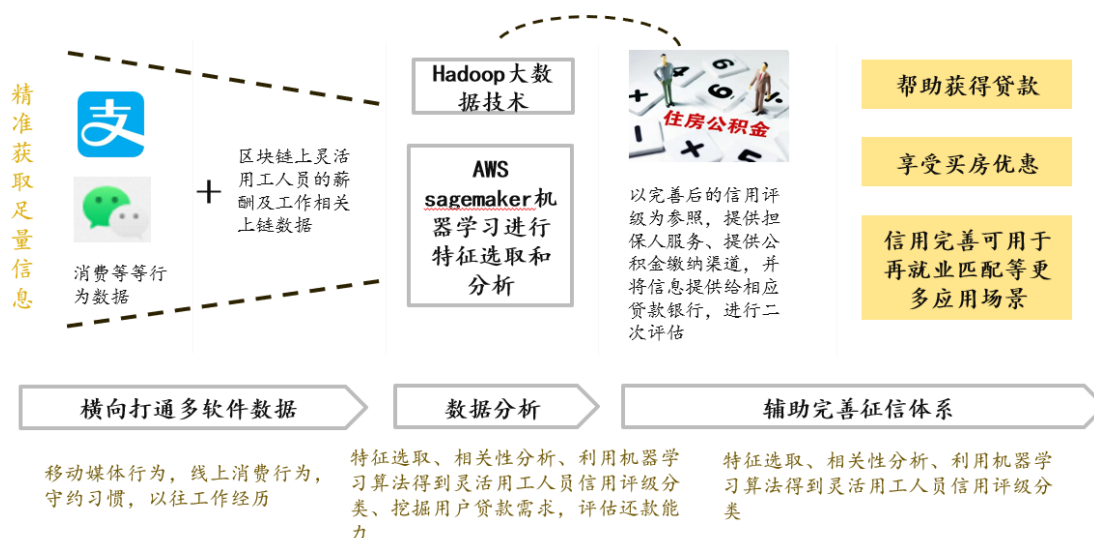 精准获取足量信息
支
消费等等行
为数据
+
区块链上灵活
用工人员的薪
酬及工作相关
上链数据
Hadoop大数
据技术
AWS
sagemaker机
器学习进行
特征选取和
分析
住房公积金
以完善后的信用评
级为参照，提供担
保人服务、提供公
积金缴纳渠道，并
将信息提供给相应
贷款银行，进行二
次评估
帮助获得贷款
享受买房优惠
信用完善可用于
再就业匹配等更
多应用场景
横向打通多软件数据
数据分析
辅助完善征信体系
移动媒体行为，线上消费行为，
守约习惯，以往工作经历
特征选取、相关性分析、利用机器学
习算法得到灵活用工人员信用评级分
类、挖掘用户贷款需求，评估还款能
力
特征选取、相关性分析、利用机器学
习算法得到灵活用工人员信用评级分
类